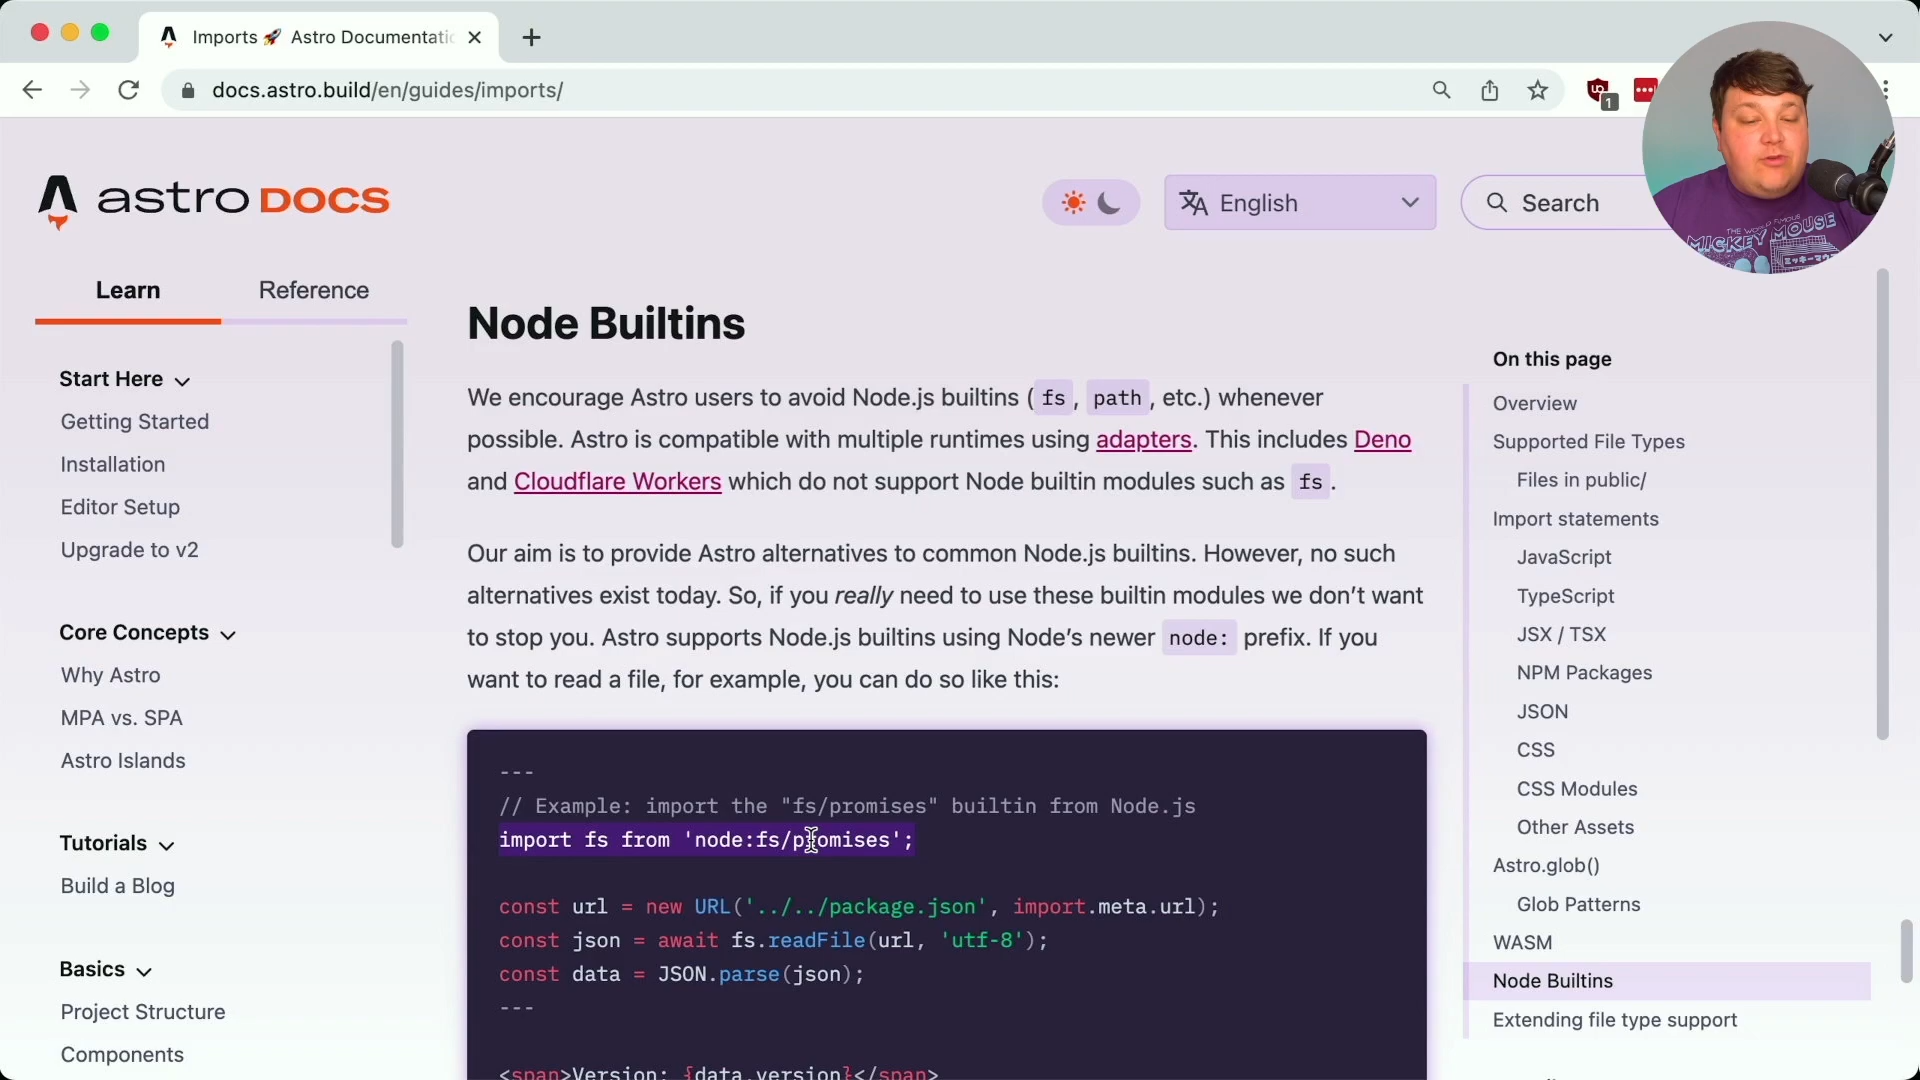 Imports 🚀 Astro Documentatic
docs.astro.build/en/guides/imports/
1
astro DOCS
English
Search
THE WORLD FAMOUS
MICKEY MOUSE
Learn
Reference
Start Here
Getting Started
Installation
Editor Setup
Upgrade to v2
Core Concepts
Why Astro
MPA vs. SPA
Astro Islands
Tutorials
Build a Blog
Basics
Project Structure
Components
Node Builtins
We encourage Astro users to avoid Node.js builtins ( fs , path , etc.) whenever
possible. Astro is compatible with multiple runtimes using adapters. This includes Deno
and Cloudflare Workers which do not support Node builtin modules such as fs .
Our aim is to provide Astro alternatives to common Node.js builtins. However, no such
alternatives exist today. So, if you really need to use these builtin modules we don’t want
to stop you. Astro supports Node.js builtins using Node’s newer node: prefix. If you
want to read a file, for example, you can do so like this:
---
// Example: import the "fs/promises" builtin from Node.js
import fs from 'node:fs/promises';
const url = new URL('../../package.json', import.meta.url);
const json = await fs.readFile(url, 'utf-8');
const data = JSON.parse(json);
---
<span>Version: {data.version}</span>
On this page
Overview
Supported File Types
Files in public/
Import statements
JavaScript
TypeScript
JSX / TSX
NPM Packages
JSON
CSS
CSS Modules
Other Assets
Astro.glob()
Glob Patterns
WASM
Node Builtins
Extending file type support